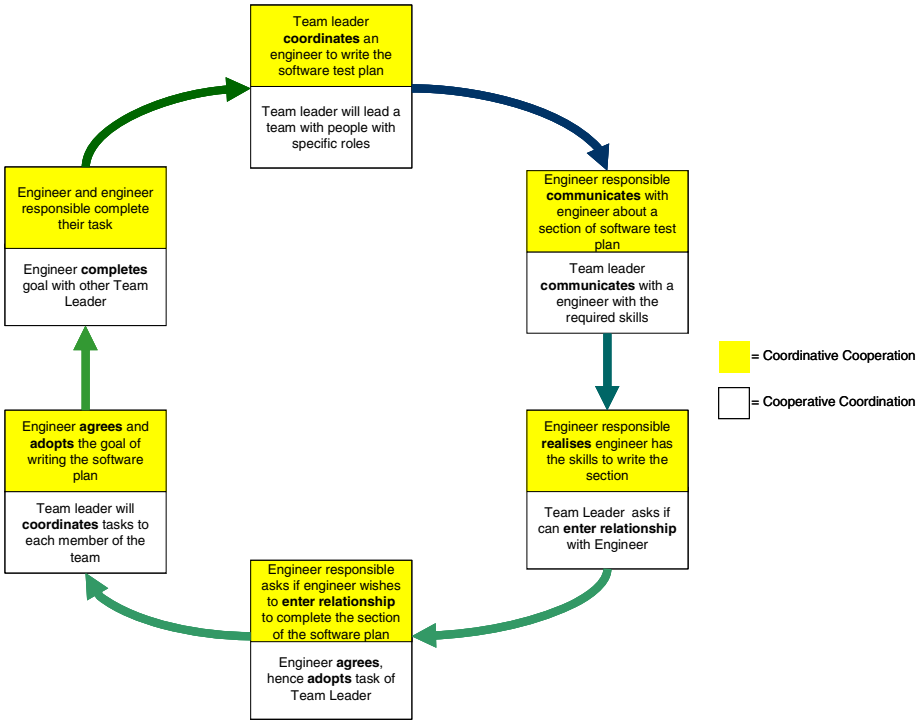 Team leader
coordinates an
engineer to write the
software test plan
Team leader will lead a
team with people with
specific roles
Engineer responsible
communicates with
engineer about a
section of software test
plan
Team leader
communicates with a
engineer with the
required skills
Engineer responsible
realises engineer has
the skills to write the
section
Team Leader asks if
can enter relationship
with Engineer
Engineer responsible
asks if engineer wishes
to enter relationship
to complete the section
of the software plan
Engineer agrees,
hence adopts task of
Team Leader
Engineer agrees and
adopts the goal of
writing the software
plan
Team leader will
coordinates tasks to
each member of the
team
Engineer and engineer
responsible complete
their task
Engineer completes
goal with other Team
Leader
= Coordinative Cooperation
= Cooperative Coordination